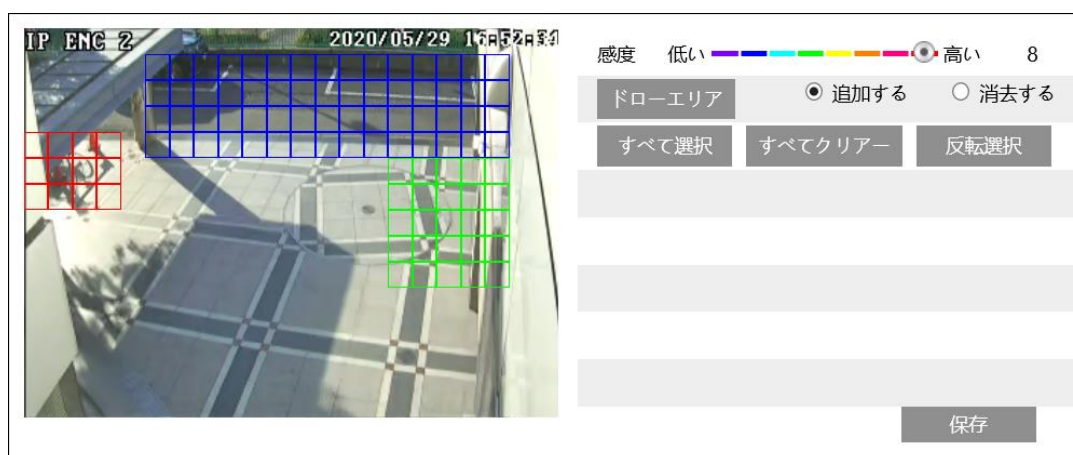 IP ENC 2
2020/05/29
感度 低い 高い 8
ドローエリア 追加する 消去する
すべて選択 すべてクリアー 反転選択
保存